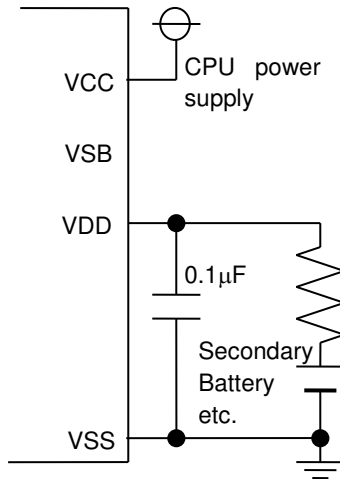 VCC
CPU power
supply
VSB
VDD
0.1µF
Secondary
Battery
etc.
VSS